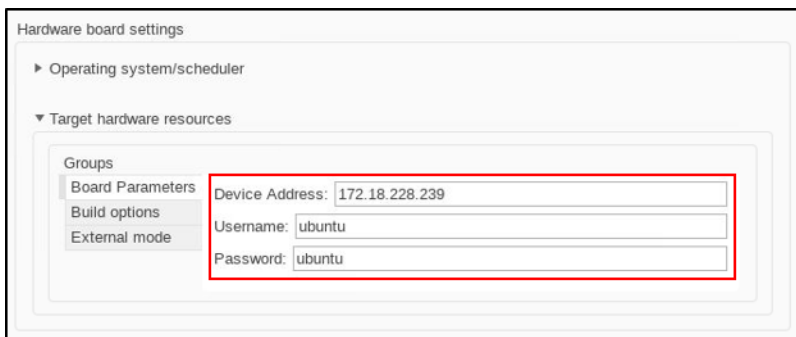 Hardware board settings
Operating system/scheduler
Target hardware resources
Groups
Board Parameters
Build options
External mode
Device Address: 172.18.228.239
Username: ubuntu
Password: ubuntu